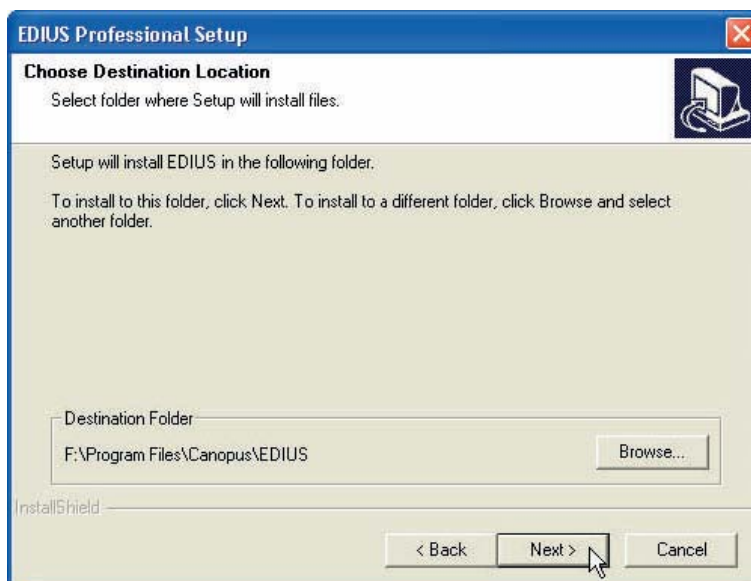 EDIUS Professional Setup
Choose Destination Location
Select folder where Setup will install files.
Setup will install EDIUS in the following folder.
To install to this folder, click Next. To install to a different folder, click Browse and select
another folder.
Destination Folder
F:\Program Files\Canopus\EDIUS
Browse...
InstallShield
< Back
Next >
Cancel